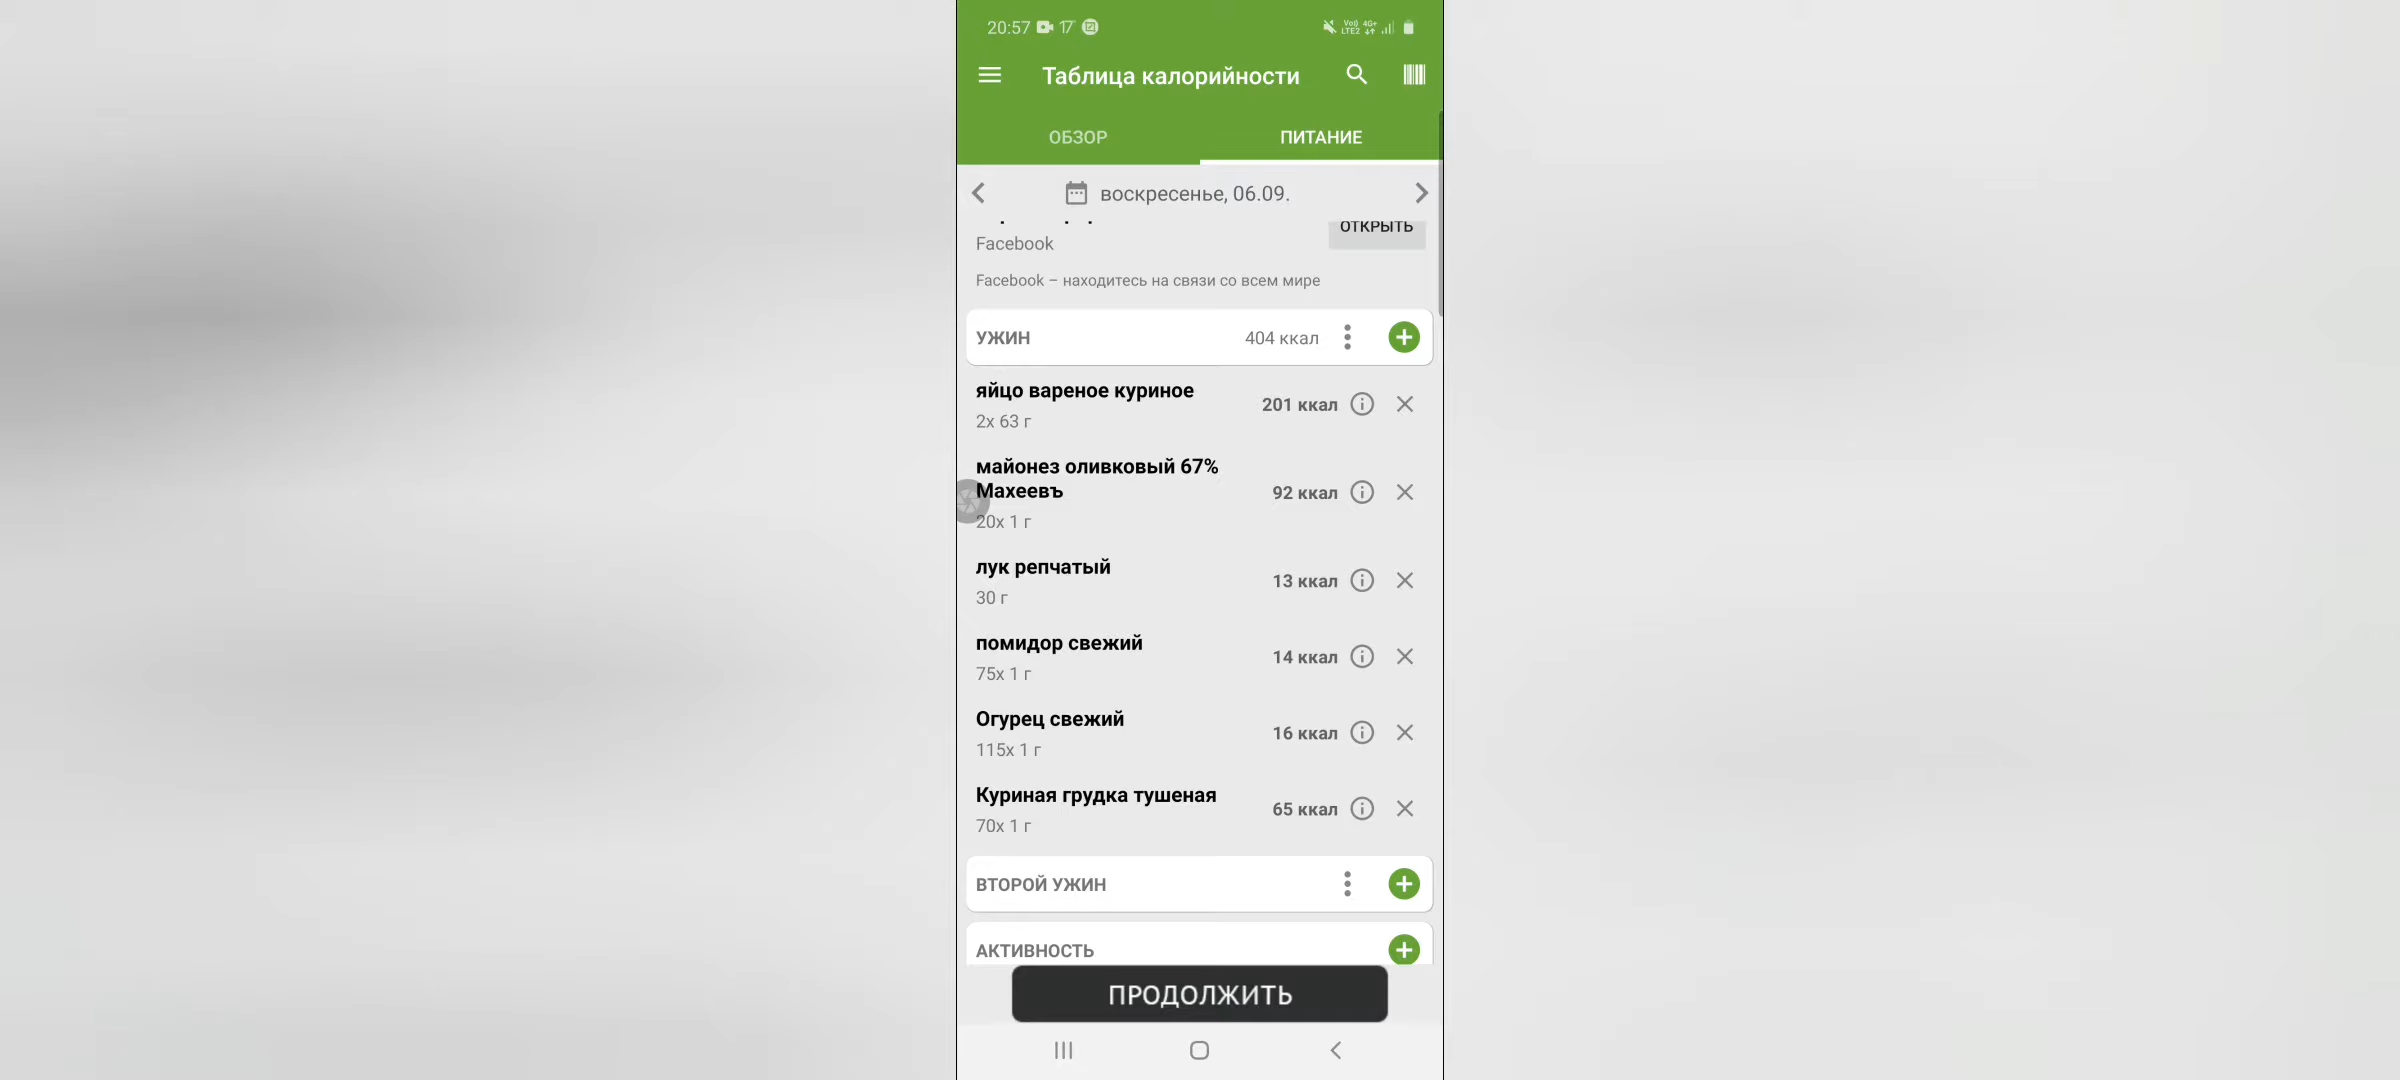 20:57
Vo)) 4G+
LTE2
Таблица калорийности
ОБЗОР
ПИТАНИЕ
воскресенье, 06.09.
Facebook
ОТКРЫТЬ
Facebook – находитесь на связи со всем мире
УЖИН
404 ккал
яйцо вареное куриное
2x 63 г
201 ккал
майонез оливковый 67%
Махеевъ
20x 1 г
92 ккал
лук репчатый
30 г
13 ккал
помидор свежий
75x 1 г
14 ккал
Огурец свежий
115x 1 г
16 ккал
Куриная грудка тушеная
70x 1 г
65 ккал
ВТОРОЙ УЖИН
АКТИВНОСТЬ
ПРОДОЛЖИТЬ